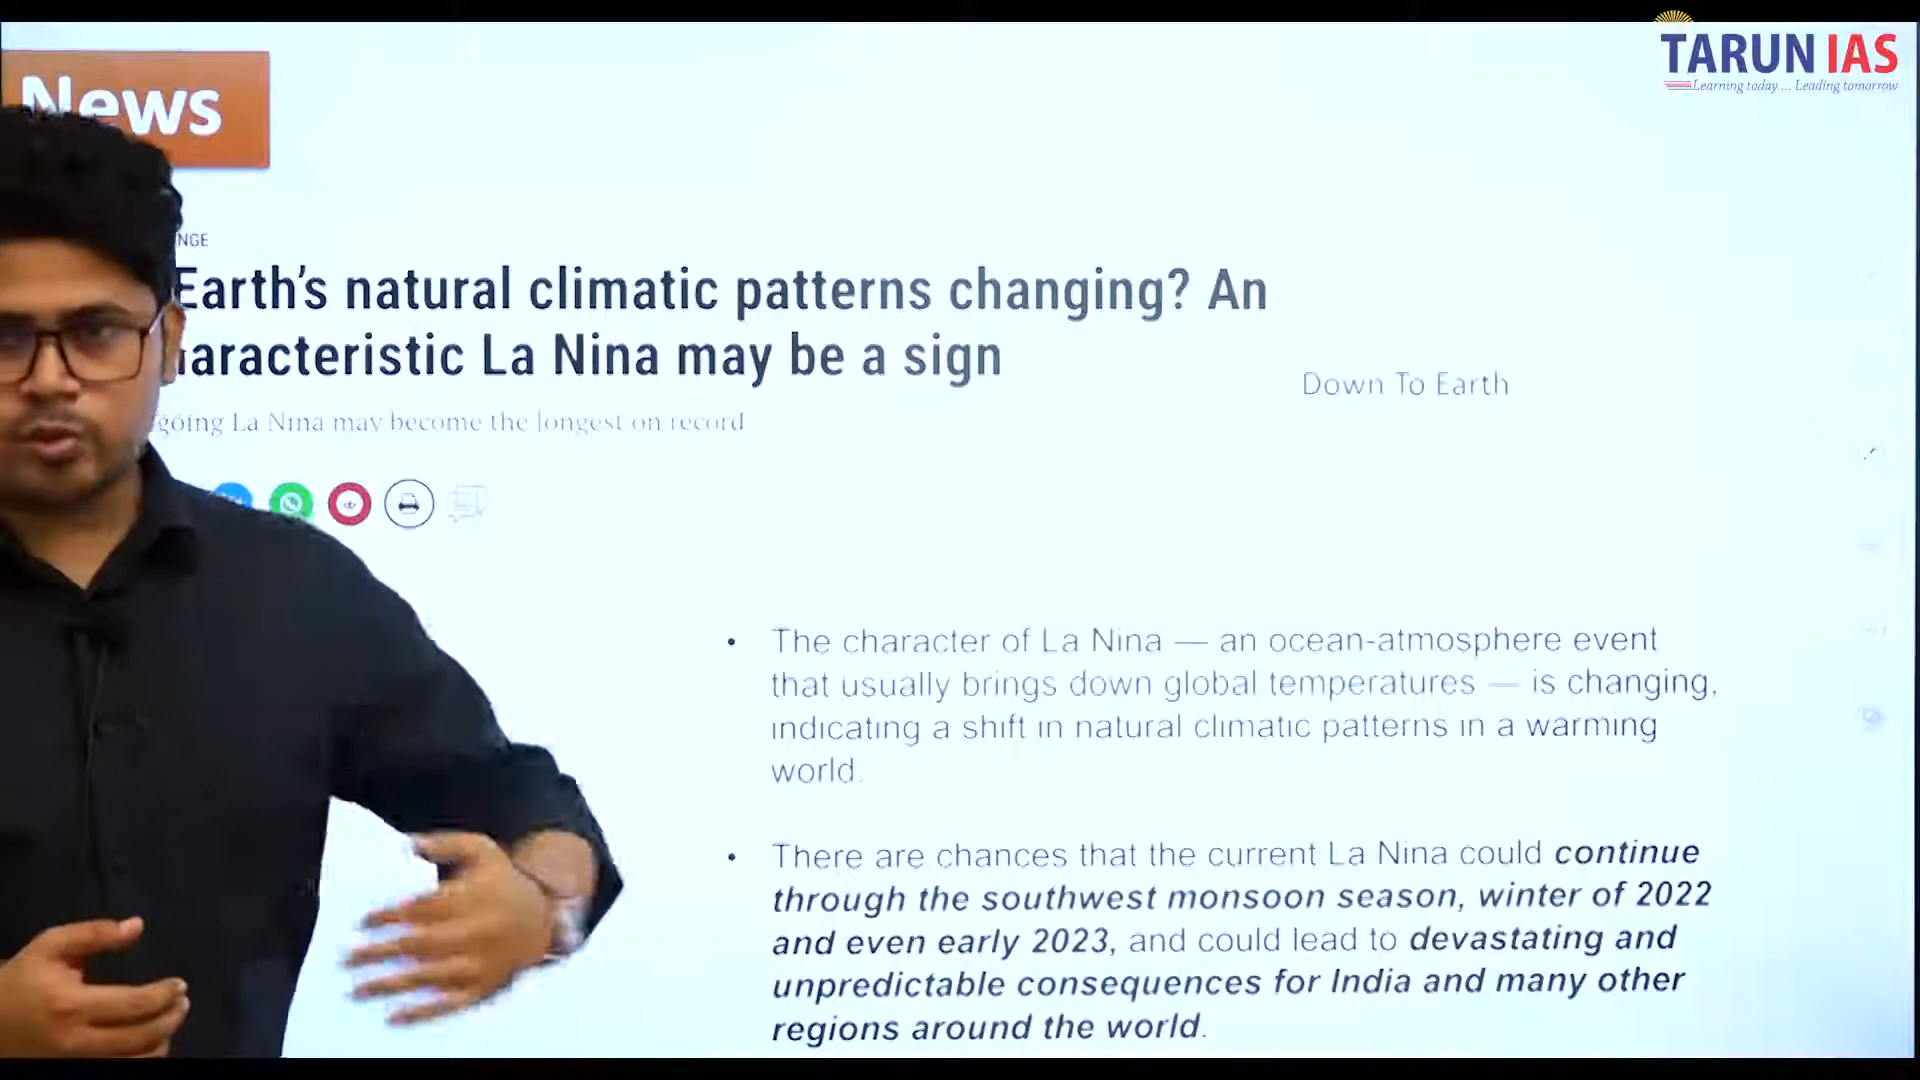 TARUN IAS
Learning today ... Leading tomorrow
News
NGE
Earth's natural climatic patterns changing? An
aracteristic La Nina may be a sign
Down To Earth
going La Nina may become the longest on record
• The character of La Nina — an ocean-atmosphere event
that usually brings down global temperatures — is changing,
indicating a shift in natural climatic patterns in a warming
world.
• There are chances that the current La Nina could continue
through the southwest monsoon season, winter of 2022
and even early 2023, and could lead to devastating and
unpredictable consequences for India and many other
regions around the world.